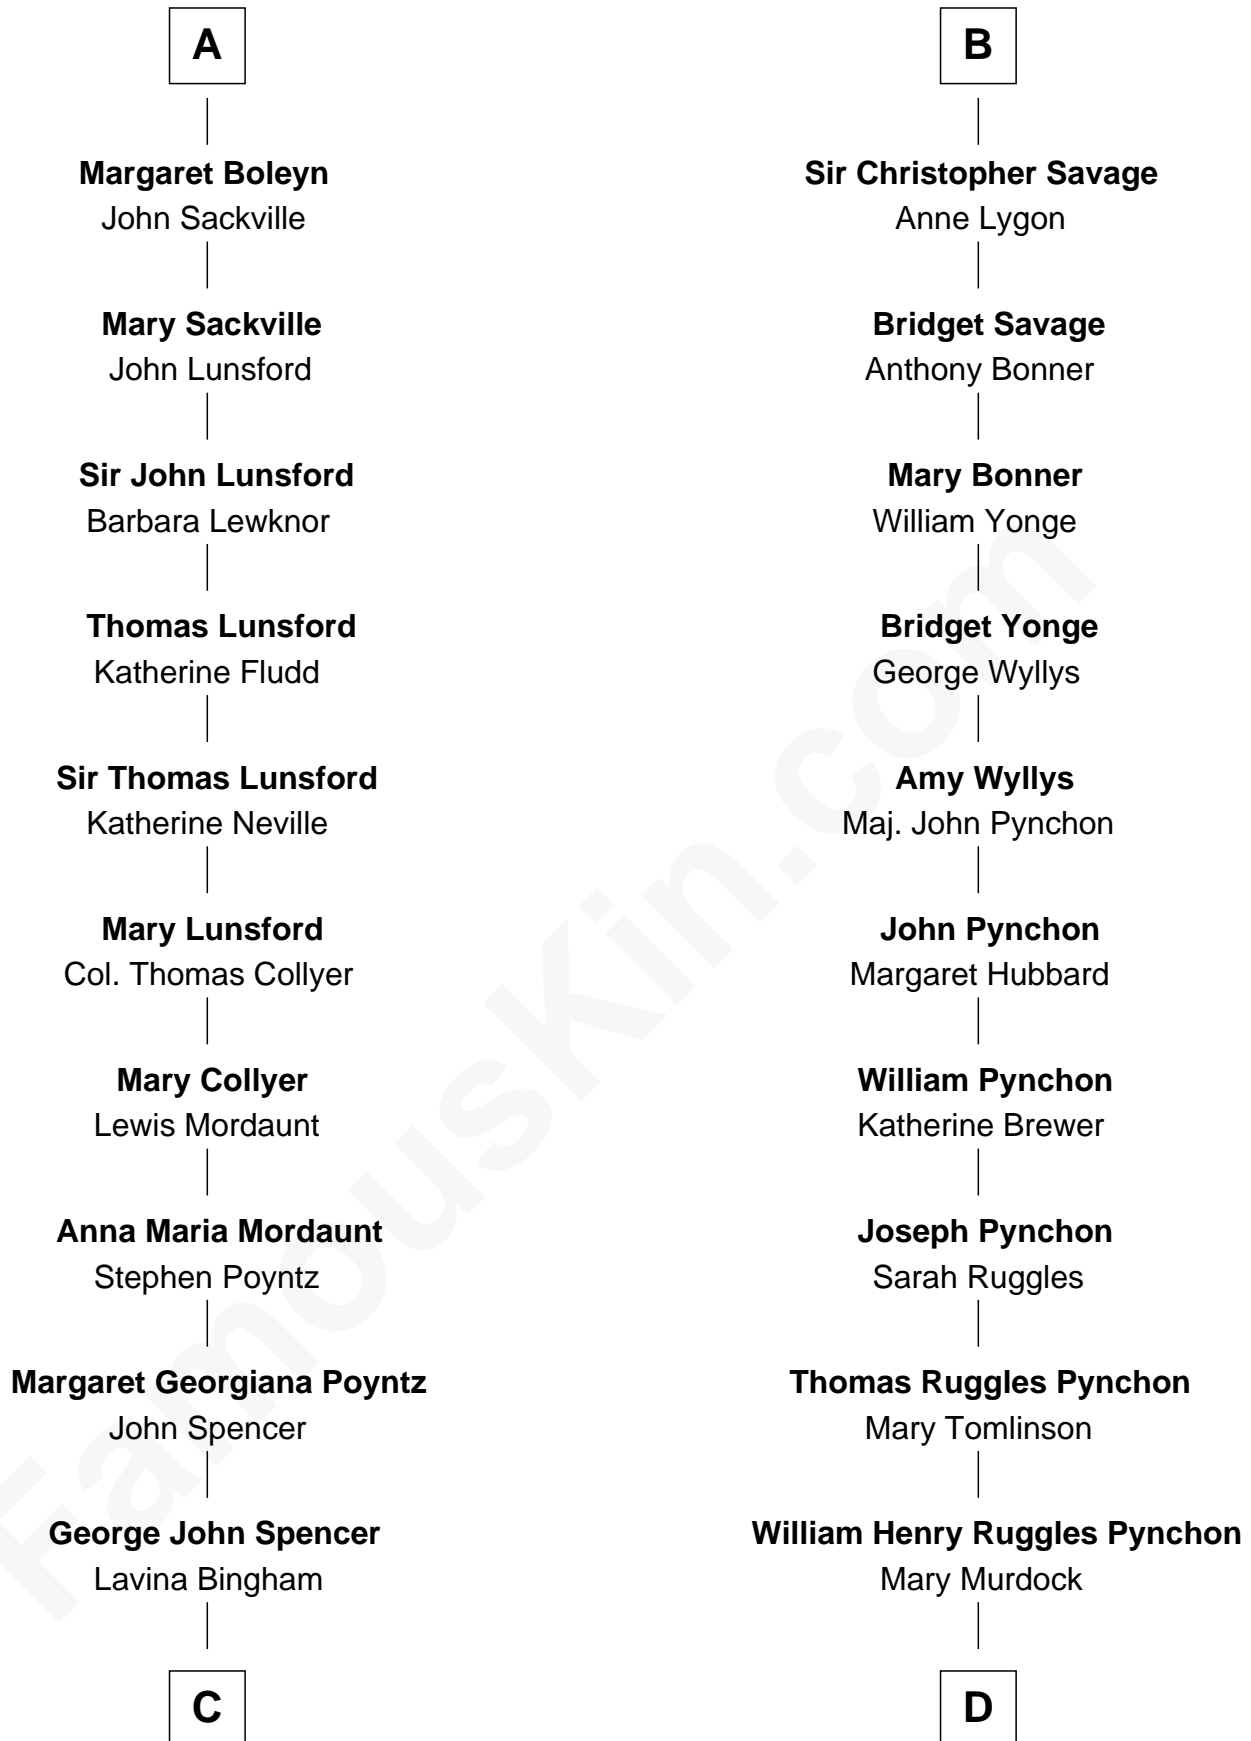 A
Margaret Boleyn
John Sackville
Mary Sackville
John Lunsford
Sir John Lunsford
Barbara Lewknor
Thomas Lunsford
Katherine Fludd
Sir Thomas Lunsford
Katherine Neville
Mary Lunsford
Col. Thomas Collyer
Mary Collyer
Lewis Mordaunt
Anna Maria Mordaunt
Stephen Poyntz
Margaret Georgiana Poyntz
John Spencer
George John Spencer
Lavina Bingham
C
B
Sir Christopher Savage
Anne Lygon
Bridget Savage
Anthony Bonner
Mary Bonner
William Yonge
Bridget Yonge
George Wyllys
Amy Wyllys
Maj. John Pynchon
John Pynchon
Margaret Hubbard
William Pynchon
Katherine Brewer
Joseph Pynchon
Sarah Ruggles
Thomas Ruggles Pynchon
Mary Tomlinson
William Henry Ruggles Pynchon
Mary Murdock
D
FamousKin.com